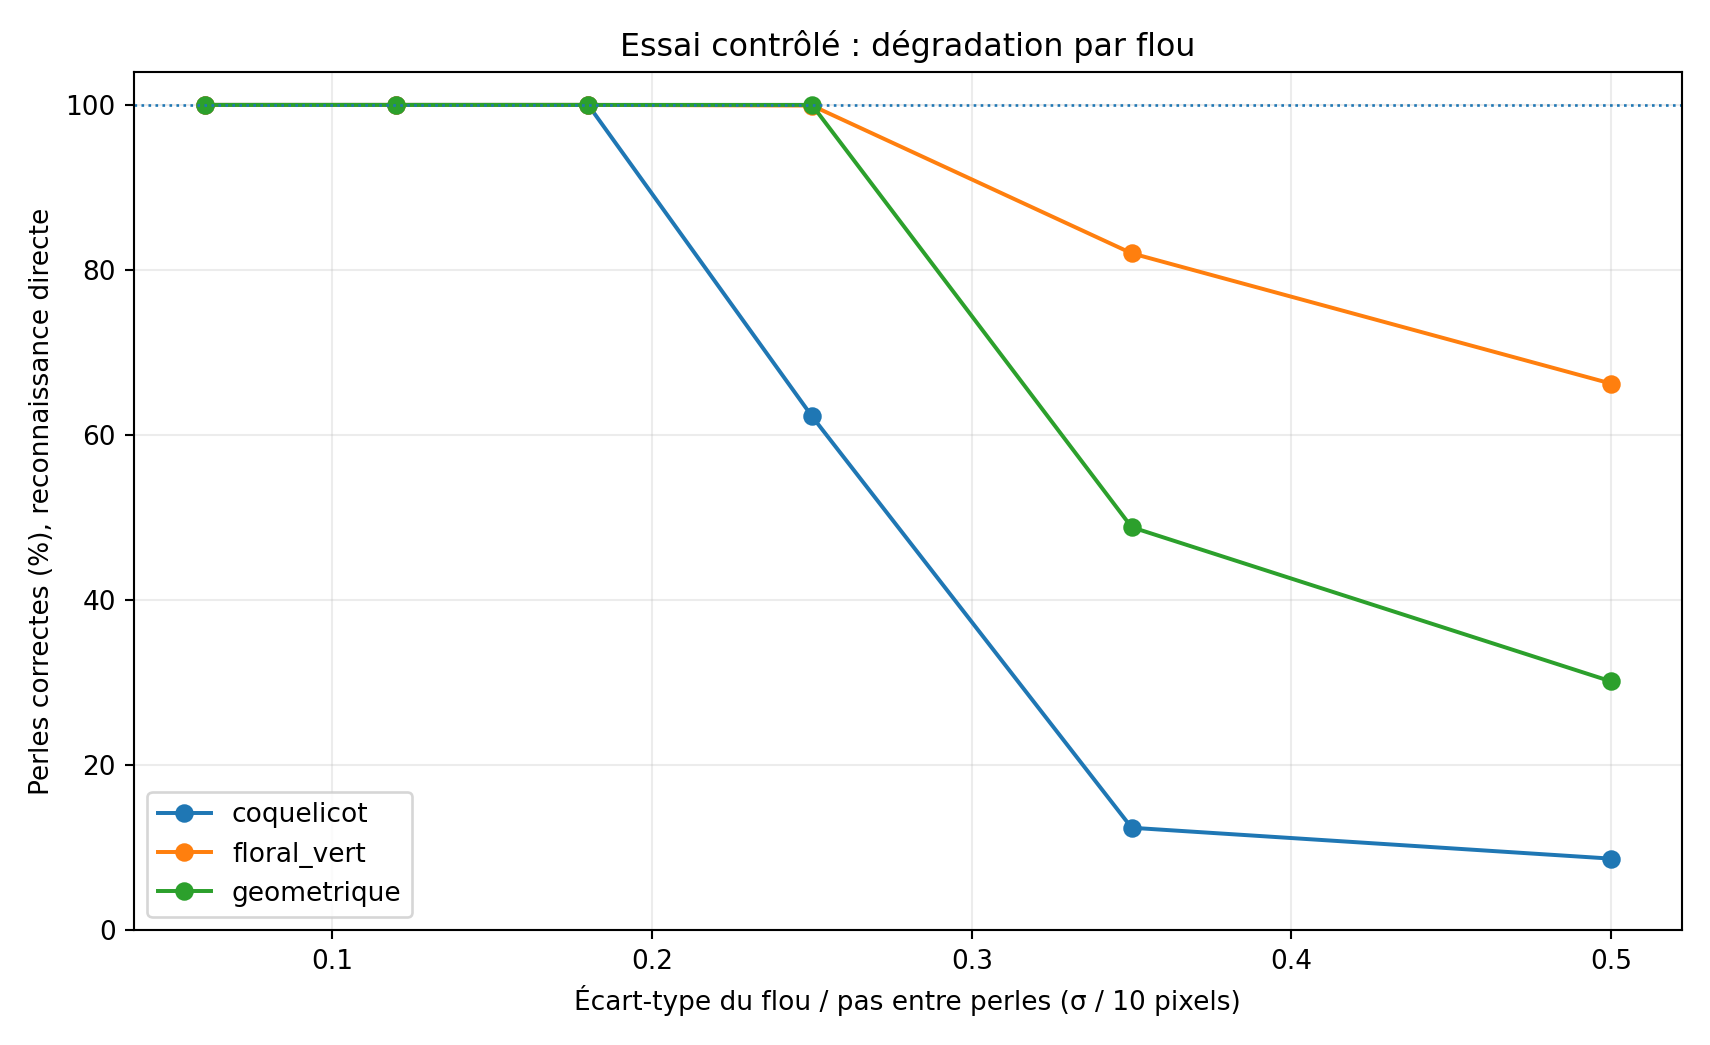 Essai contrôlé : dégradation par flou
Perles correctes (%), reconnaissance directe
100
80
60
40
20
0
coquelicot
floral_vert
geometrique
0.1
0.2
0.3
0.4
0.5
Écart-type du flou / pas entre perles (σ / 10 pixels)